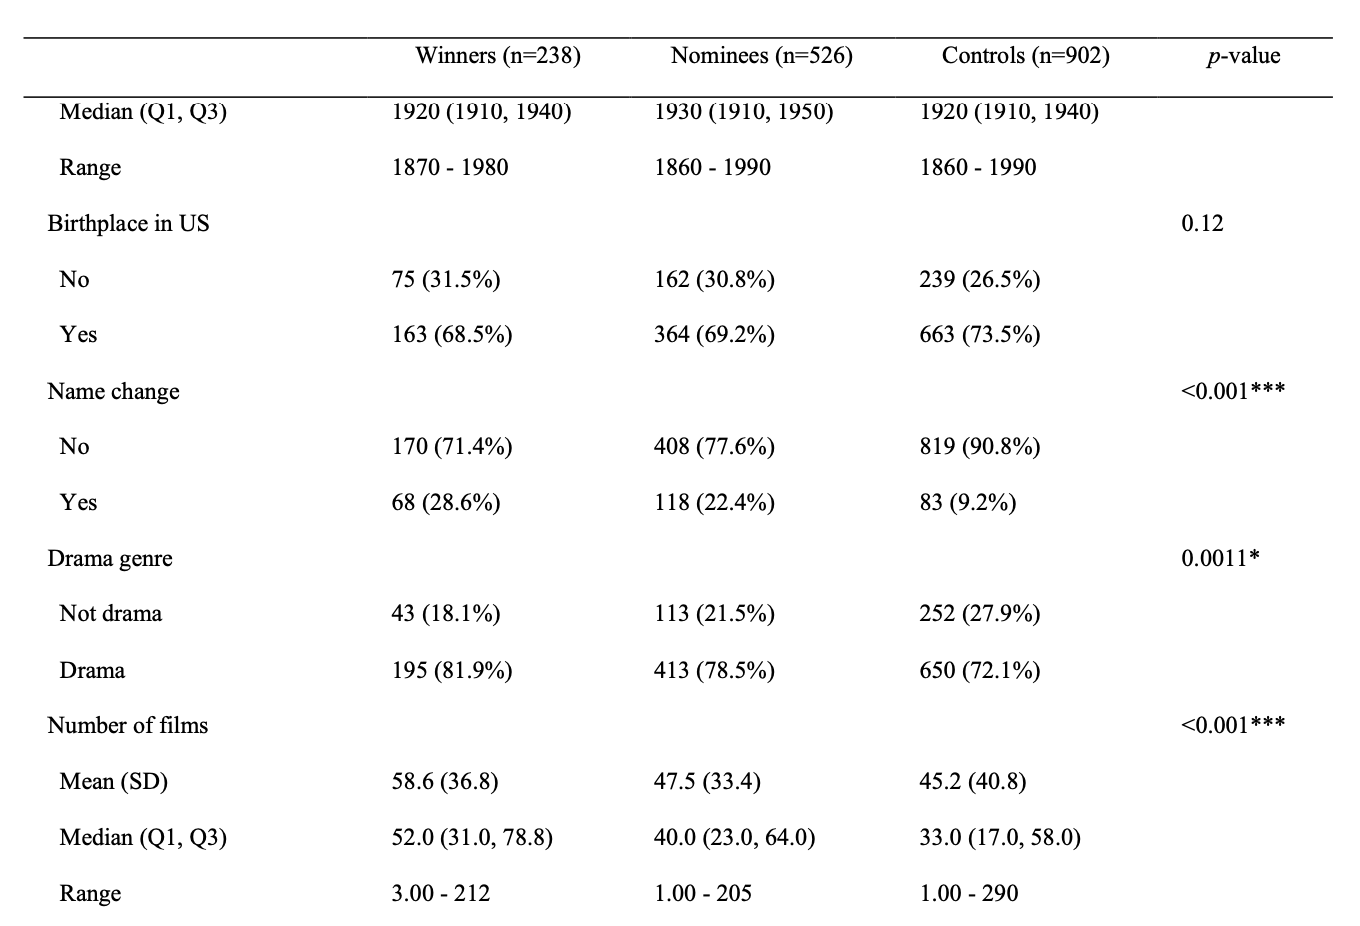 Winners (n=238) Nominees (n=526) Controls (n=902) p-value
Median (Q1, Q3) 1920 (1910, 1940) 1930 (1910, 1950) 1920 (1910, 1940)
Range 1870 - 1980 1860 - 1990 1860 - 1990
Birthplace in US 0.12
No 75 (31.5%) 162 (30.8%) 239 (26.5%)
Yes 163 (68.5%) 364 (69.2%) 663 (73.5%)
Name change <0.001***
No 170 (71.4%) 408 (77.6%) 819 (90.8%)
Yes 68 (28.6%) 118 (22.4%) 83 (9.2%)
Drama genre 0.0011*
Not drama 43 (18.1%) 113 (21.5%) 252 (27.9%)
Drama 195 (81.9%) 413 (78.5%) 650 (72.1%)
Number of films <0.001***
Mean (SD) 58.6 (36.8) 47.5 (33.4) 45.2 (40.8)
Median (Q1, Q3) 52.0 (31.0, 78.8) 40.0 (23.0, 64.0) 33.0 (17.0, 58.0)
Range 3.00 - 212 1.00 - 205 1.00 - 290